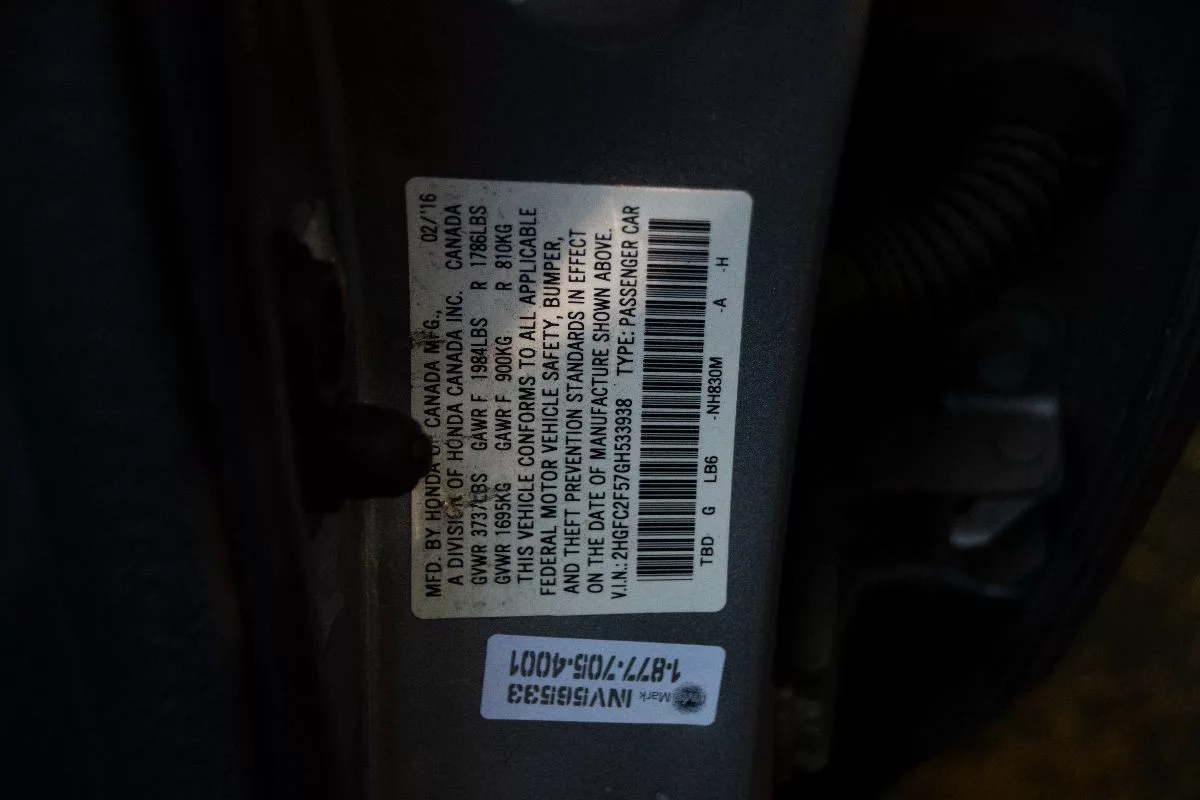 MFD. BY HONDA OF CANADA MFG., 02/'16
A DIVISION OF HONDA CANADA INC. CANADA
GVWR 3737LBS GAWR F 1984LBS R 1786LBS
GVWR 1695KG GAWR F 900KG R 810KG
THIS VEHICLE CONFORMS TO ALL APPLICABLE
FEDERAL MOTOR VEHICLE SAFETY, BUMPER,
AND THEFT PREVENTION STANDARDS IN EFFECT
ON THE DATE OF MANUFACTURE SHOWN ABOVE.
V.I.N.: 2HGFC2F57GH533938 TYPE: PASSENGER CAR
TBD G LB6 -NH830M -A -H
Mark INV56533
1-877-705-4001